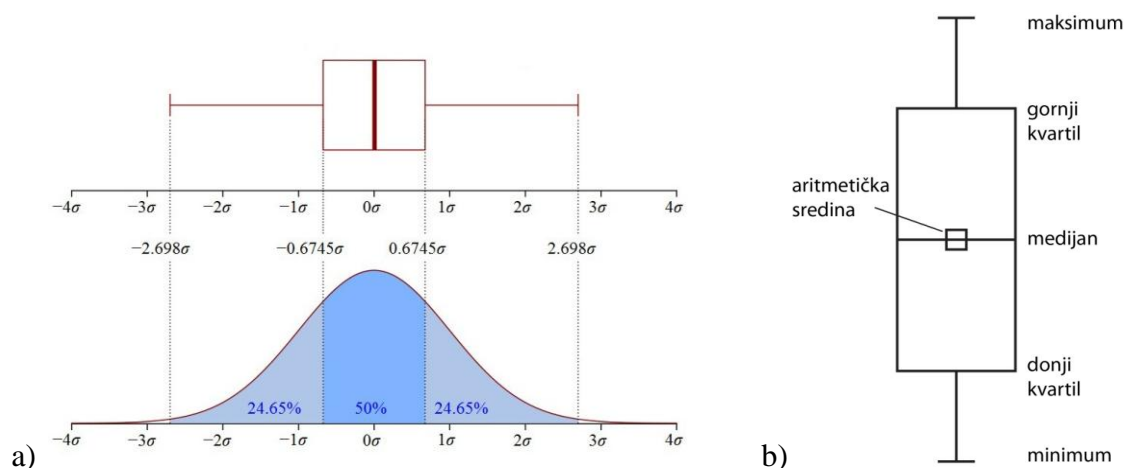 −4σ −3σ −2σ −1σ 0σ 1σ 2σ 3σ 4σ
−2.698σ −0.6745σ 0.6745σ 2.698σ
24.65% 50% 24.65%
−4σ −3σ −2σ −1σ 0σ 1σ 2σ 3σ 4σ
a)
maksimum
gornji
kvartil
aritmetička
sredina
medijan
donji
kvartil
minimum
b)